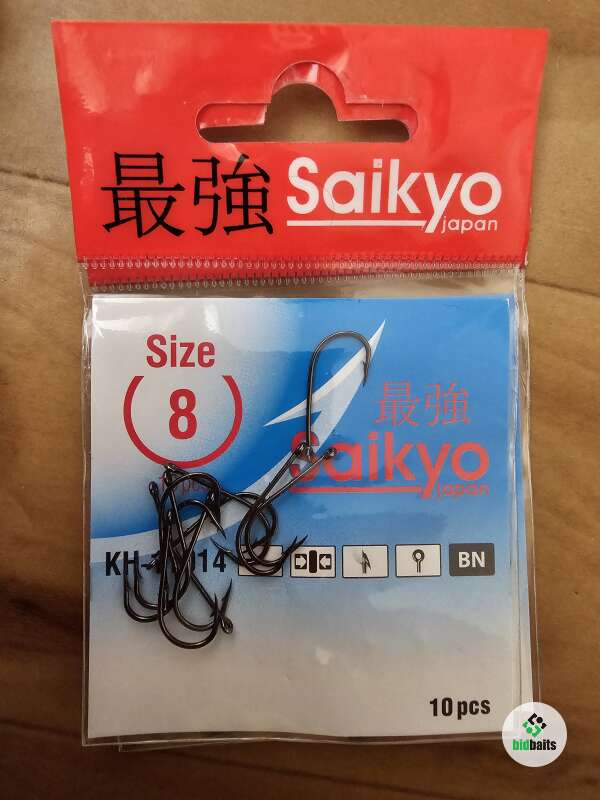 最強 Saikyo
japan
Size
8
最強
Saikyo
japan
BN
10 pcs
bidbaits